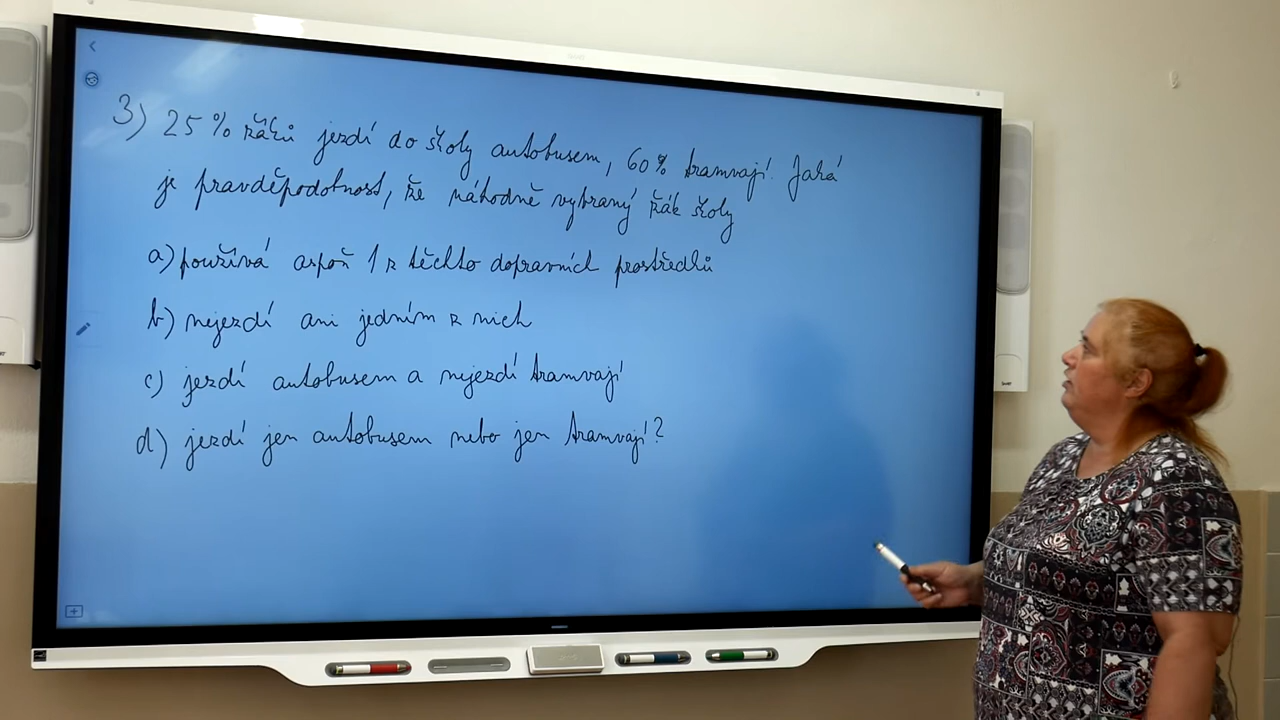 3) 25 % žáků jezdí do školy autobusem, 60 % tramvají. Jaká
je pravděpodobnost, že náhodně vybraný žák školy
a) používá aspoň 1 z těchto dopravních prostředků
b) nejezdí ani jedním z nich
c) jezdí autobusem a nejezdí tramvají
d) jezdí jen autobusem nebo jen tramvají?